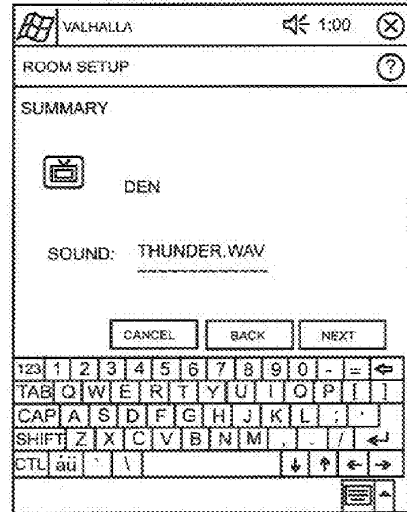 VALHALLA 1:00
ROOM SETUP ?
SUMMARY
DEN
SOUND: THUNDER.WAV
CANCEL BACK NEXT
123 1 2 3 4 5 6 7 8 9 0 - =
TAB Q W E R T Y U I O P [ ]
CAP A S D F G H J K L ; '
SHIFT Z X C V B N M , . /
CTL áü ` \